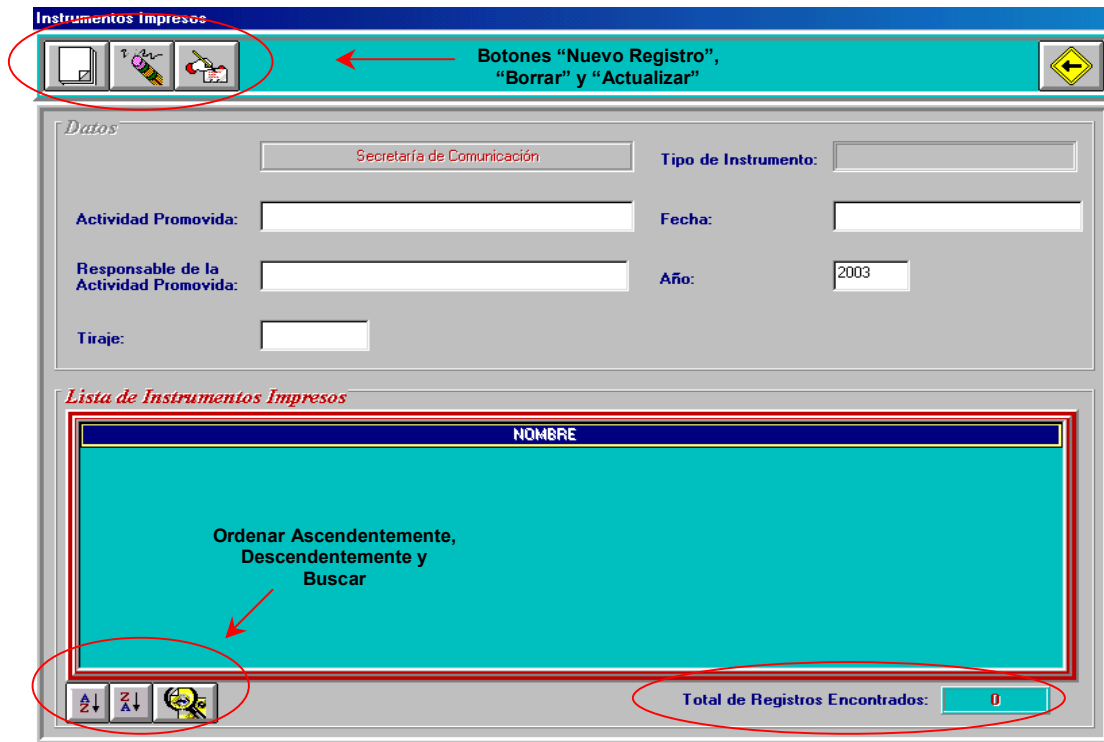 Instrumentos Impresos
Botones “Nuevo Registro”,
“Borrar” y “Actualizar”
Datos
Secretaría de Comunicación
Tipo de Instrumento:
Actividad Promovida:
Fecha:
Responsable de la
Actividad Promovida:
Año:
2003
Tiraje:
Lista de Instrumentos Impresos
NOMBRE
Ordenar Ascendentemente,
Descendentemente y
Buscar
A
Z
Z
A
Total de Registros Encontrados:
0